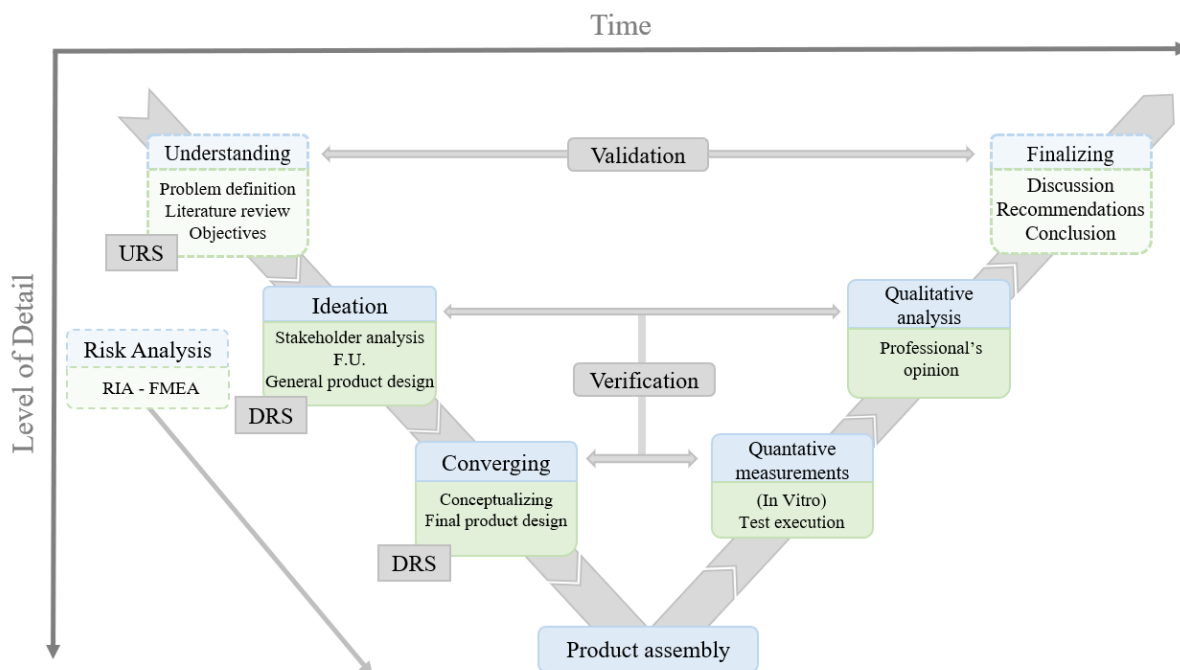 Time
Level of Detail
Understanding
Problem definition
Literature review
Objectives
URS
Validation
Finalizing
Discussion
Recommendations
Conclusion
Ideation
Stakeholder analysis
F.U.
General product design
DRS
Qualitative
analysis
Professional's
opinion
Risk Analysis
RIA - FMEA
Verification
Converging
Conceptualizing
Final product design
DRS
Quantative
measurements
(In Vitro)
Test execution
Product assembly